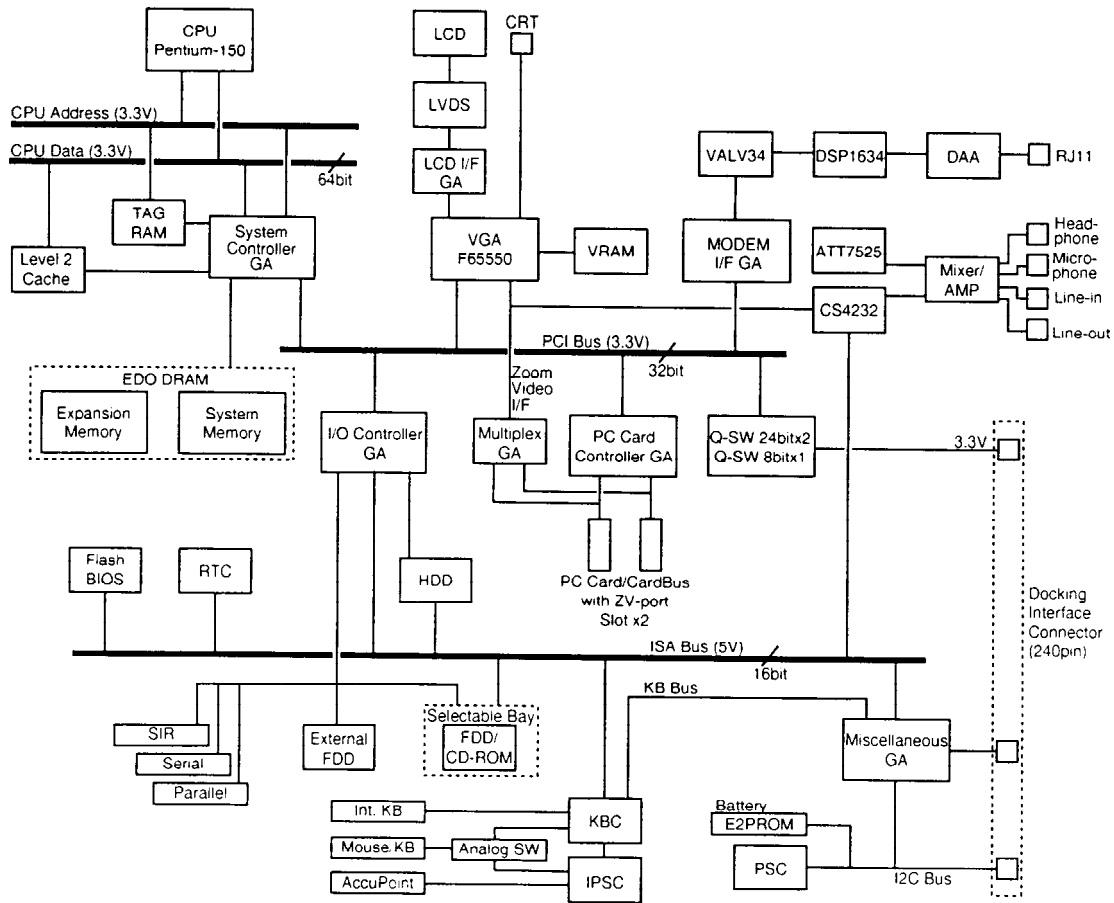 CPU
Pentium-150
LCD
CRT
LVDS
CPU Address (3.3V)
CPU Data (3.3V)
64bit
LCD I/F
GA
VALV34
DSP1634
DAA
RJ11
TAG
RAM
System
Controller
GA
Level 2
Cache
VGA
F65550
VRAM
MODEM
I/F GA
ATT7525
CS4232
Mixer/
AMP
Head-
phone
Micro-
phone
Line-in
Line-out
PCI Bus (3.3V)
32bit
EDO DRAM
Expansion
Memory
System
Memory
Zoom
Video
I/F
I/O Controller
GA
Multiplex
GA
PC Card
Controller GA
Q-SW 24bitx2
Q-SW 8bitx1
3.3V
Flash
BIOS
RTC
HDD
PC Card/CardBus
with ZV-port
Slot x2
Docking
Interface
Connector
(240pin)
ISA Bus (5V)
16bit
KB Bus
SIR
Serial
Parallel
External
FDD
Selectable Bay
FDD/
CD-ROM
Miscellaneous
GA
Int. KB
Mouse/KB
AccuPoint
Analog SW
KBC
IPSC
Battery
E2PROM
PSC
I2C Bus